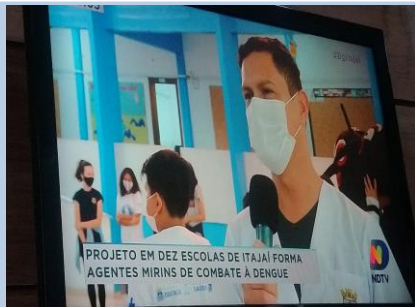 PROJETO EM DEZ ESCOLAS DE ITAJAÍ FORMA
AGENTES MIRINS DE COMBATE À DENGUE
NDTV